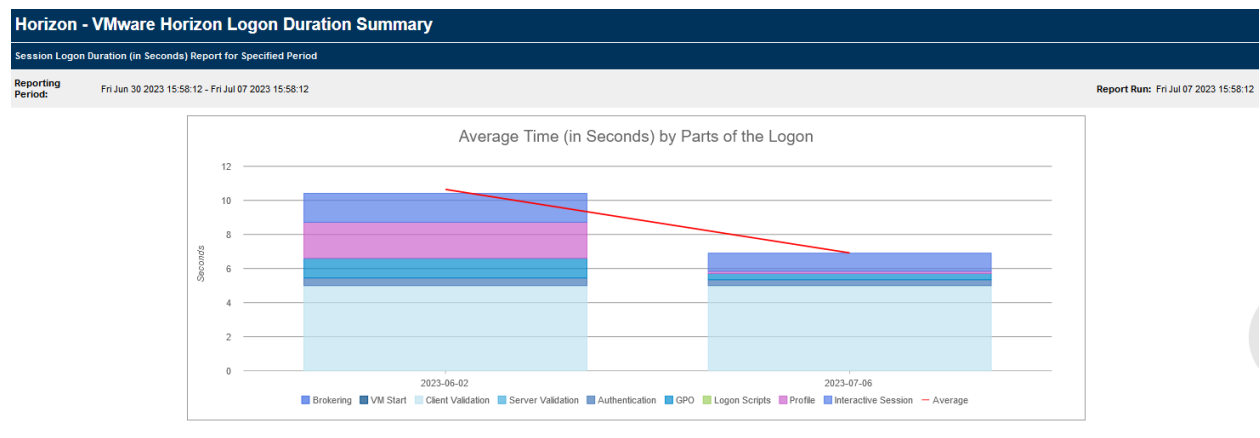 Horizon - VMware Horizon Logon Duration Summary
Session Logon Duration (in Seconds) Report for Specified Period
Reporting Period: Fri Jun 30 2023 15:58:12 - Fri Jul 07 2023 15:58:12 Report Run: Fri Jul 07 2023 15:58:12
Average Time (in Seconds) by Parts of the Logon
12
10
8
6
4
2
0
Seconds
2023-06-02 2023-07-06
Brokering VM Start Client Validation Server Validation Authentication GPO Logon Scripts Profile Interactive Session Average